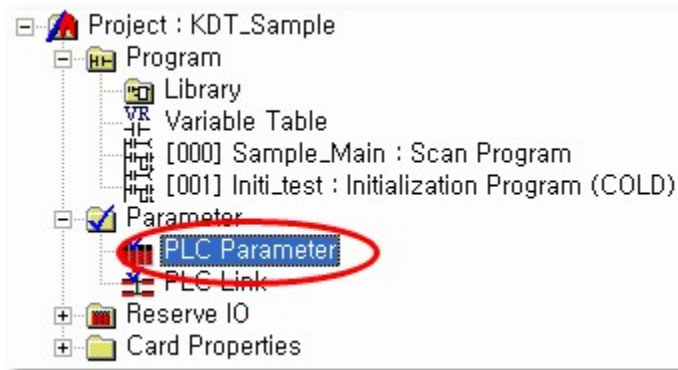 Project : KDT_Sample
Program
Library
VR Variable Table
[000] Sample_Main : Scan Program
[001] Initi_test : Initialization Program (COLD)
Parameter
PLC Parameter
PLC Link
Reserve IO
Card Properties